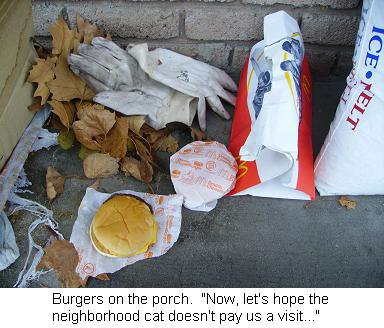 ICE•MELT
Burgers on the porch.  "Now, let's hope the
neighborhood cat doesn't pay us a visit..."